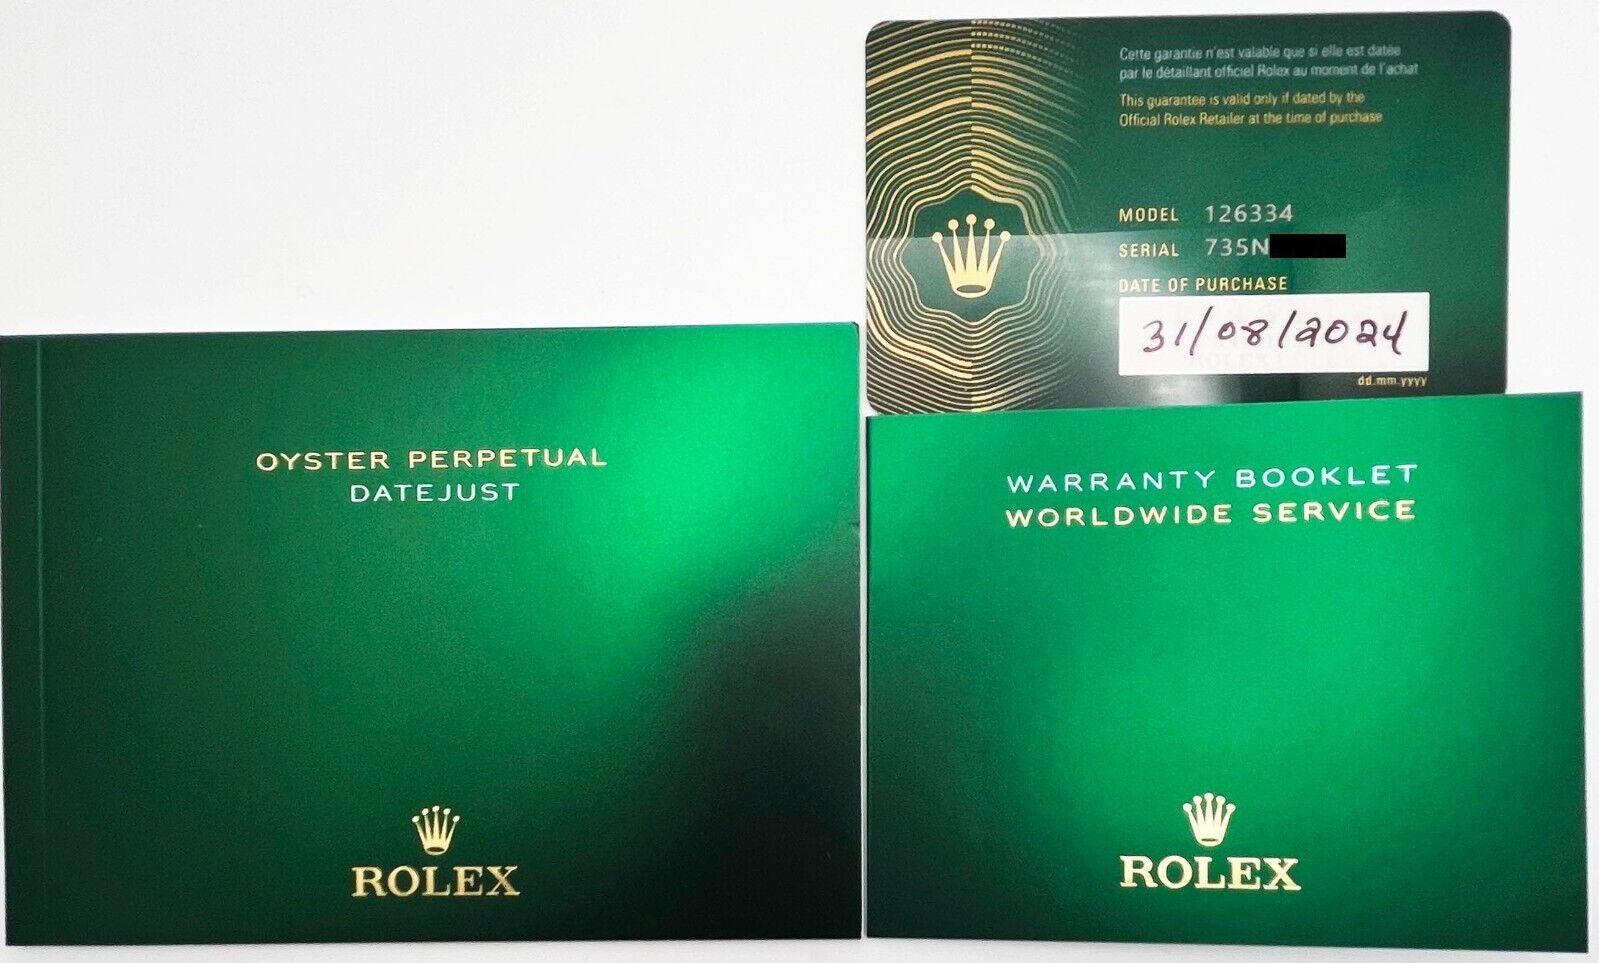 Cette garantie n'est valable que si elle est datée
par le détaillant officiel Rolex au moment de l'achat
This guarantee is valid only if dated by the
Official Rolex Retailer at the time of purchase
MODEL 126334
SERIAL 735N
DATE OF PURCHASE
31/08/2024
dd.mm.yyyy
OYSTER PERPETUAL
DATEJUST
ROLEX
WARRANTY BOOKLET
WORLDWIDE SERVICE
ROLEX